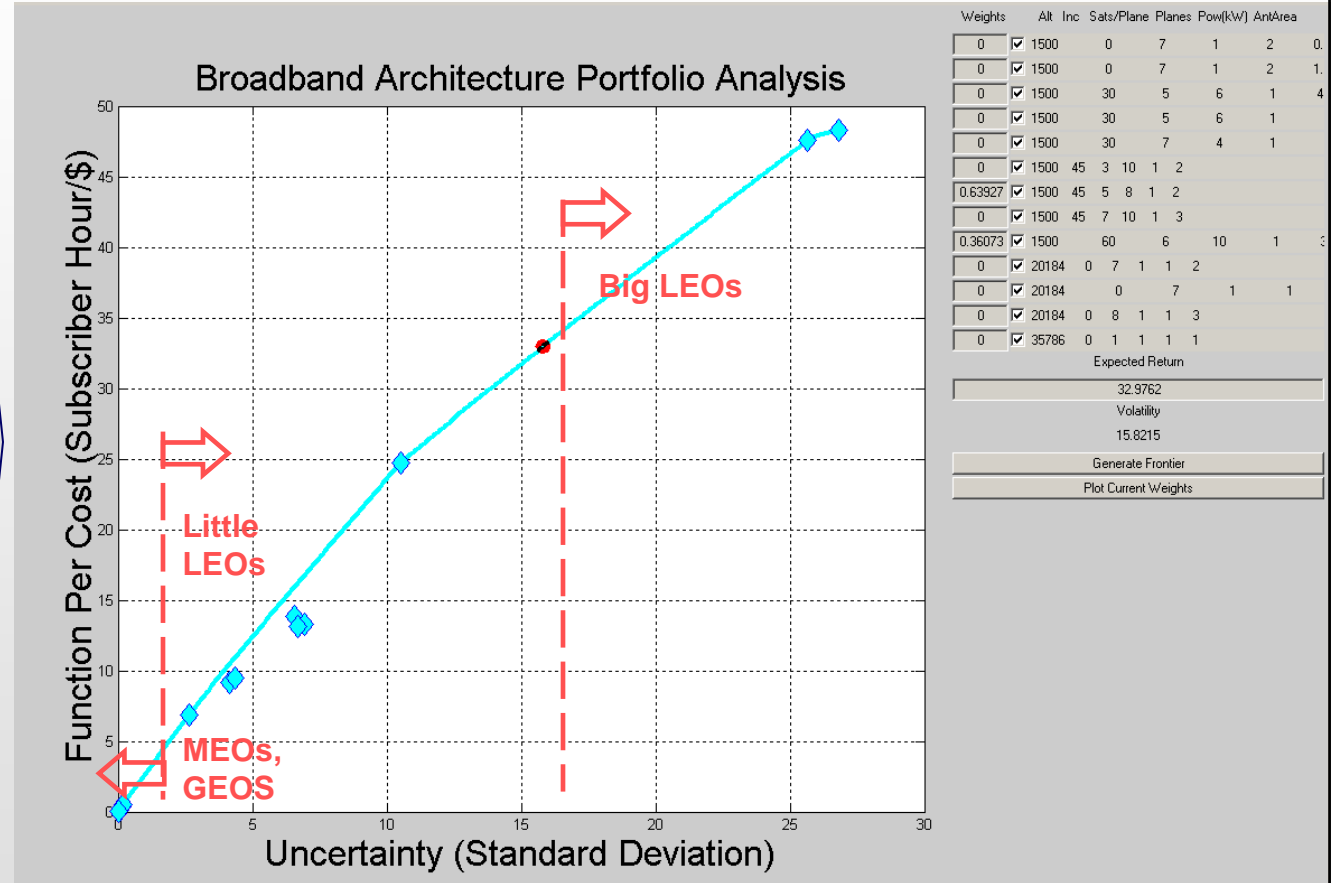 Broadband Architecture Portfolio Analysis
Function Per Cost (Subscriber Hour/$)
50
45
40
35
30
25
20
15
10
5
0
0 5 10 15 20 25 30
Uncertainty (Standard Deviation)
Big LEOs
Little
LEOs
MEOs,
GEOS
Weights Alt Inc Sats/Plane Planes Pow(kW) AntArea
0 1500 0 7 1 2 0.
0 1500 0 7 1 2 1.
0 1500 30 5 6 1 4
0 1500 30 5 6 1
0 1500 30 7 4 1
0 1500 45 3 10 1 2
0.63927 1500 45 5 8 1 2
0 1500 45 7 10 1 3
0.36073 1500 60 6 10 1
0 20184 0 7 1 1 2
0 20184 0 7 1 1
0 20184 0 8 1 1 3
0 35786 0 1 1 1 1
Expected Return
32.9762
Volatility
15.8215
Generate Frontier
Plot Current Weights